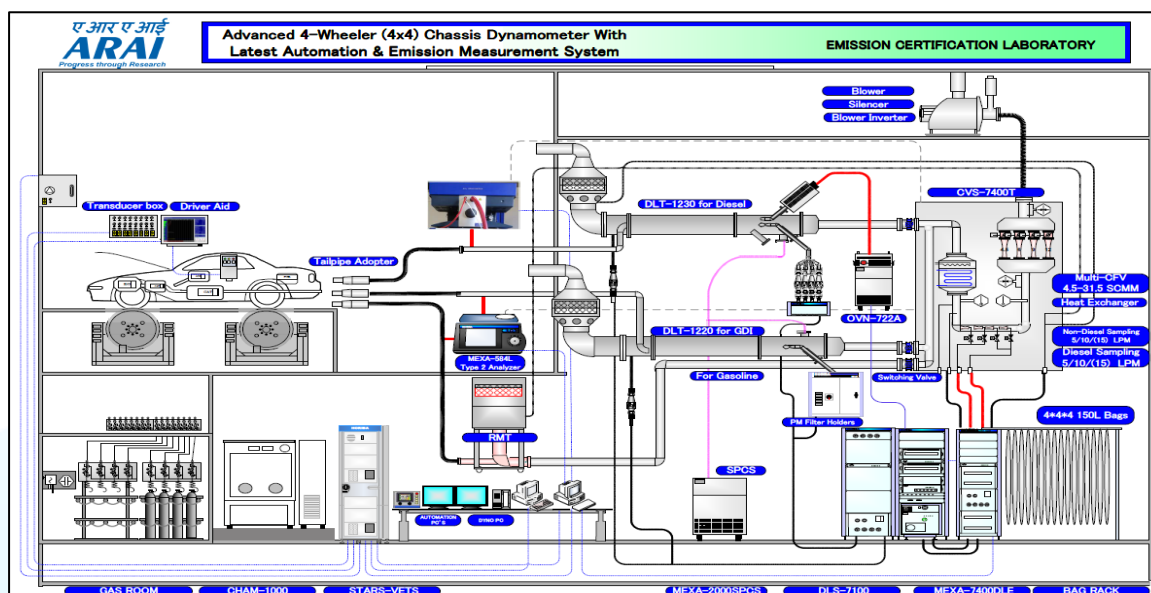 ए आर ए आई
ARAI
Progress through Research
Advanced 4-Wheeler (4x4) Chassis Dynamometer With
Latest Automation & Emission Measurement System
EMISSION CERTIFICATION LABORATORY
Blower
Silencer
Blower Inverter
CVS-7400T
Transducer box
Driver Aid
DLT-1230 for Diesel
Tailpipe Adopter
Multi-CFV
4.5-31.5 SCMM
Heat Exchanger
OVN-722A
DLT-1220 for GDI
Non-Diesel Sampling
5/10/(15) LPM
MEXA-584L
Type 2 Analyzer
Diesel Sampling
5/10/(15) LPM
For Gasoline
Switching Valve
4*4*4 150L Bags
PM Filter Holders
RMT
HORIBA
SPCS
AUTOMATION
PC'S
DYNO PC
GAS ROOM
CHAM-1000
STARS-VETS
MEXA-2000SPCS
DLS-7100
MEXA-7400DLE
BAG RACK